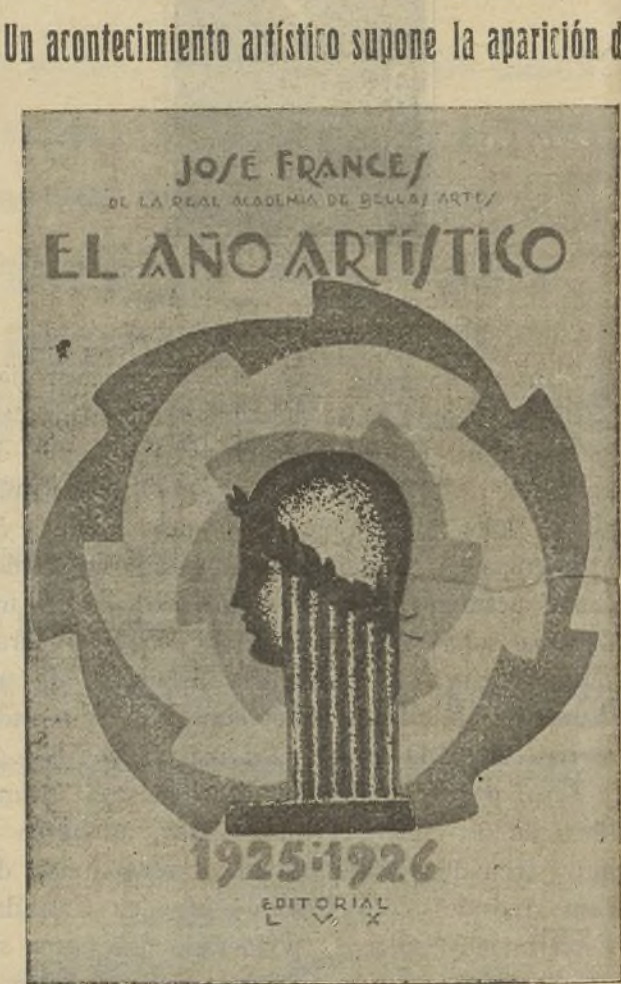 Un acontecimiento artístico supone la aparición d
JOSÉ FRANCES
DE LA REAL ACADEMIA DE BELLAS ARTES
EL AÑO ARTÍSTICO
1925:1926
EDITORIAL
LVX